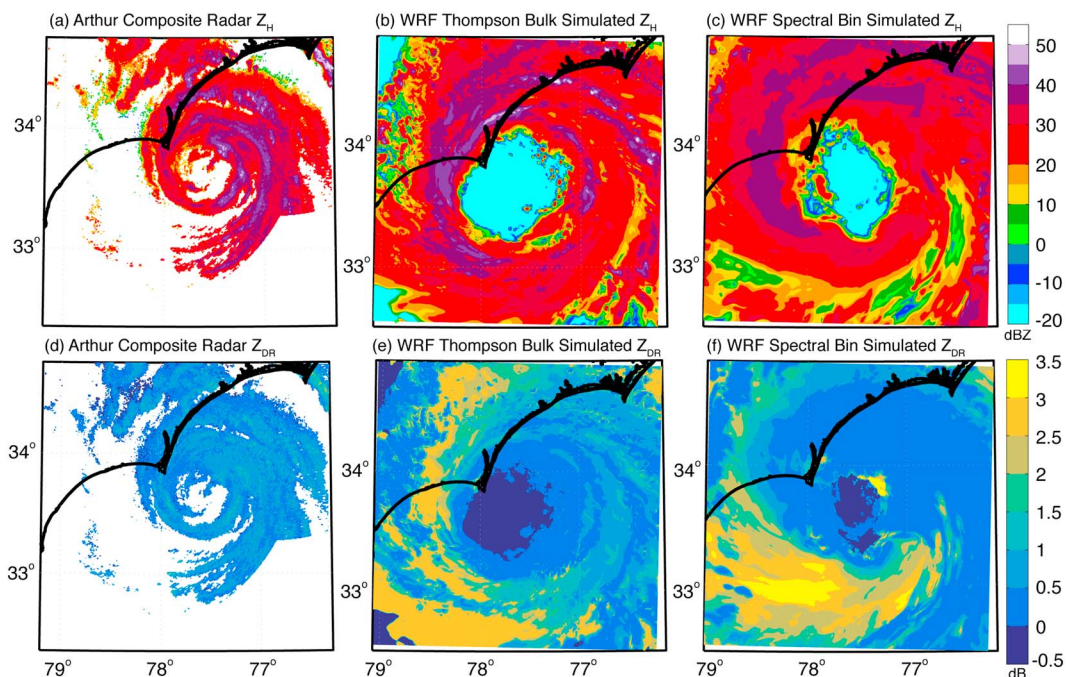 (a) Arthur Composite Radar Z_H
(b) WRF Thompson Bulk Simulated Z_H
(c) WRF Spectral Bin Simulated Z_H
34°
33°
34°
33°
34°
33°
50
40
30
20
10
0
-10
-20
dBZ
(d) Arthur Composite Radar Z_DR
(e) WRF Thompson Bulk Simulated Z_DR
(f) WRF Spectral Bin Simulated Z_DR
34°
33°
34°
33°
34°
33°
3.5
3
2.5
2
1.5
1
0.5
0
-0.5
dB
79° 78° 77°
79° 78° 77°
79° 78° 77°